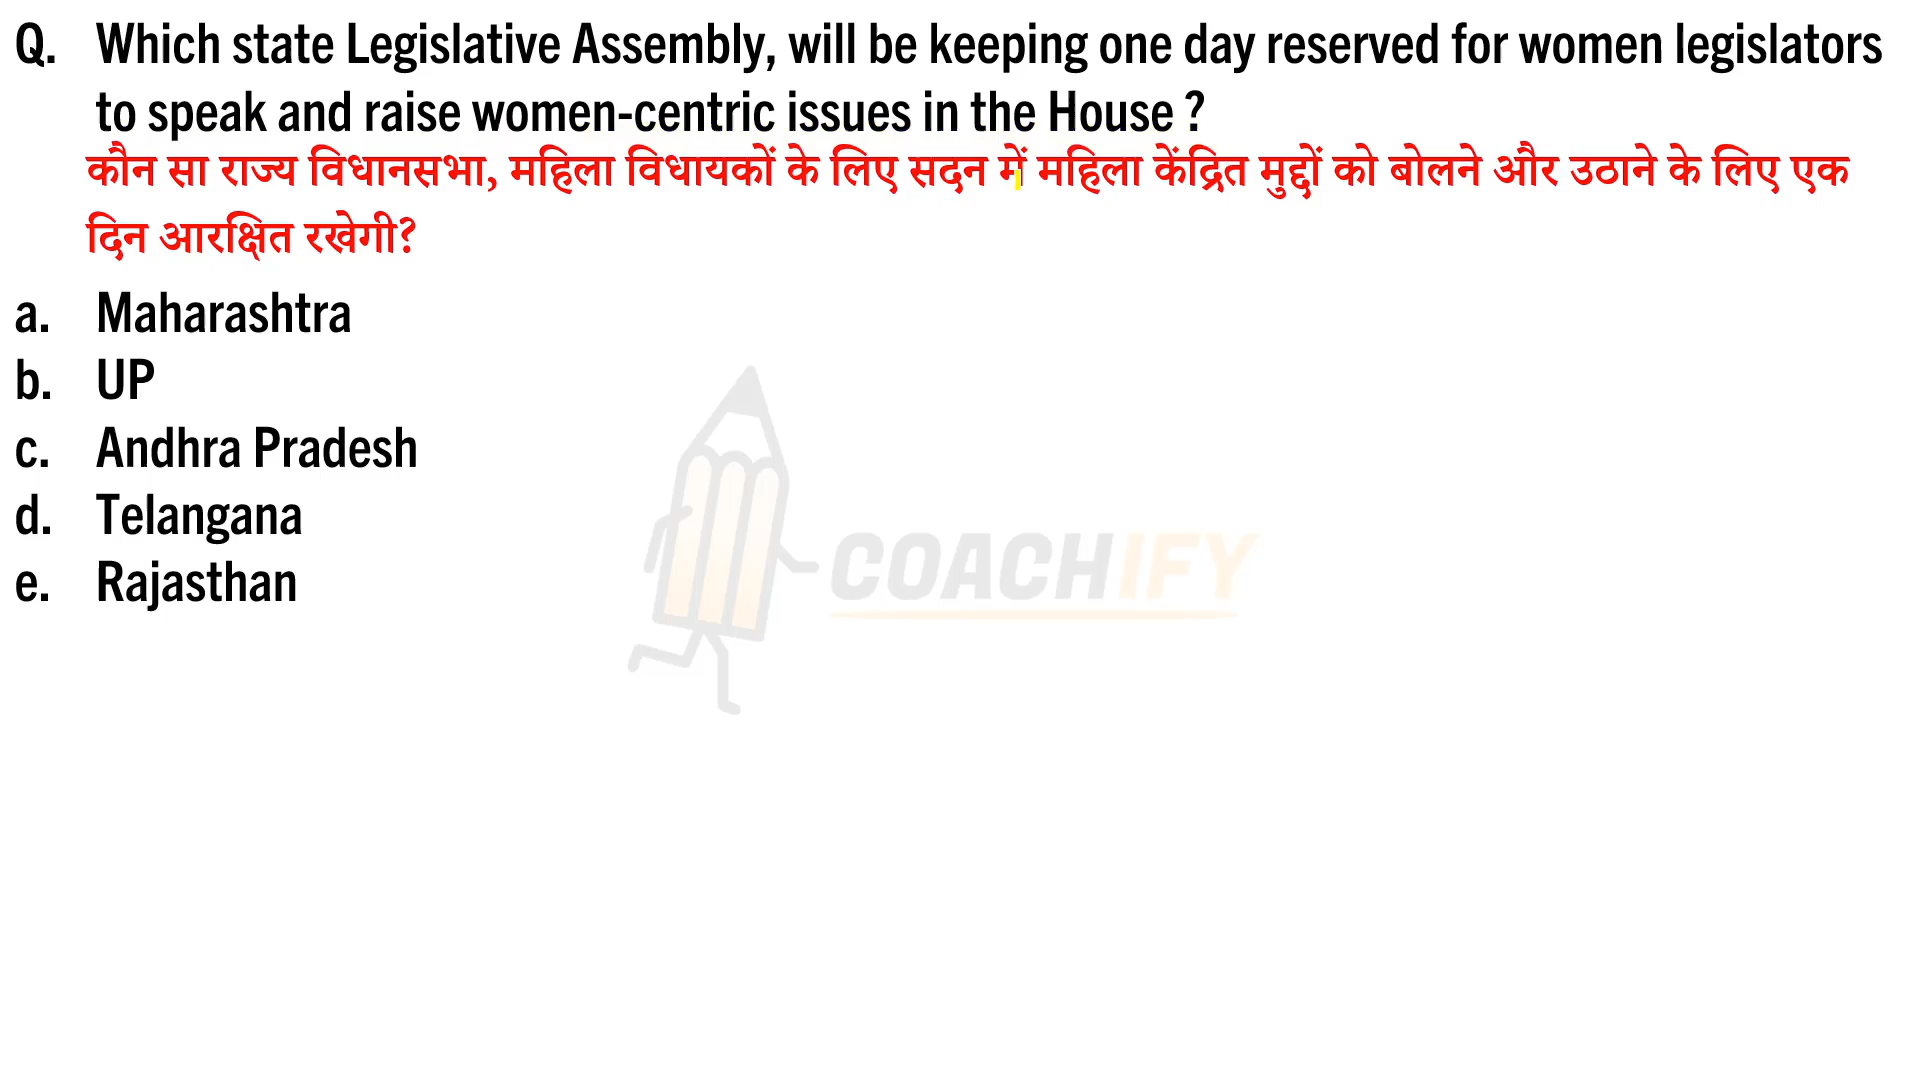 Q. Which state Legislative Assembly, will be keeping one day reserved for women legislators
to speak and raise women-centric issues in the House ?
कौन सा राज्य विधानसभा, महिला विधायकों के लिए सदन में महिला केंद्रित मुद्दों को बोलने और उठाने के लिए एक
दिन आरक्षित रखेगी?
a. Maharashtra
b. UP
c. Andhra Pradesh
d. Telangana
e. Rajasthan
COACHIFY